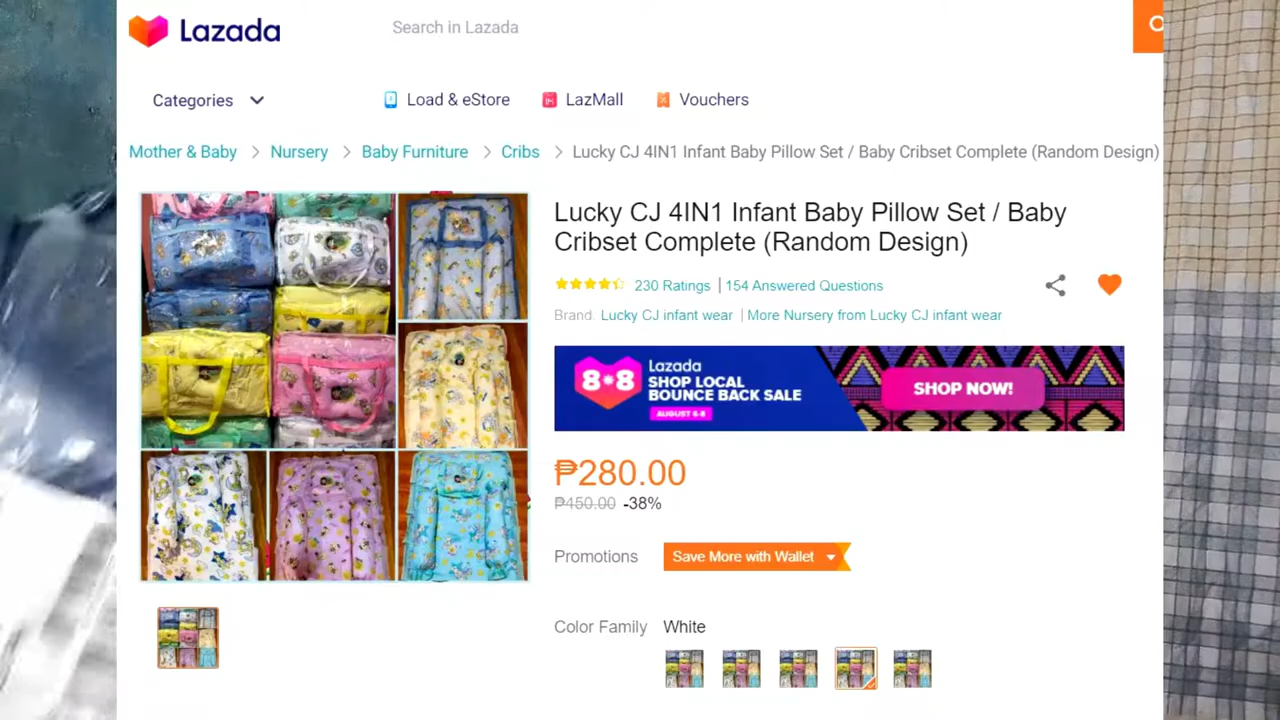 Lazada
Search in Lazada
Categories
Load & eStore
LazMall
Vouchers
Mother & Baby > Nursery > Baby Furniture > Cribs > Lucky CJ 4IN1 Infant Baby Pillow Set / Baby Cribset Complete (Random Design)
Lucky CJ 4IN1 Infant Baby Pillow Set / Baby
Cribset Complete (Random Design)
230 Ratings | 154 Answered Questions
Brand. Lucky CJ infant wear | More Nursery from Lucky CJ infant wear
8*8
Lazada
SHOP LOCAL
BOUNCE BACK SALE
AUGUST 6-8
SHOP NOW!
₱280.00
₱450.00 -38%
Promotions
Save More with Wallet
Color Family White